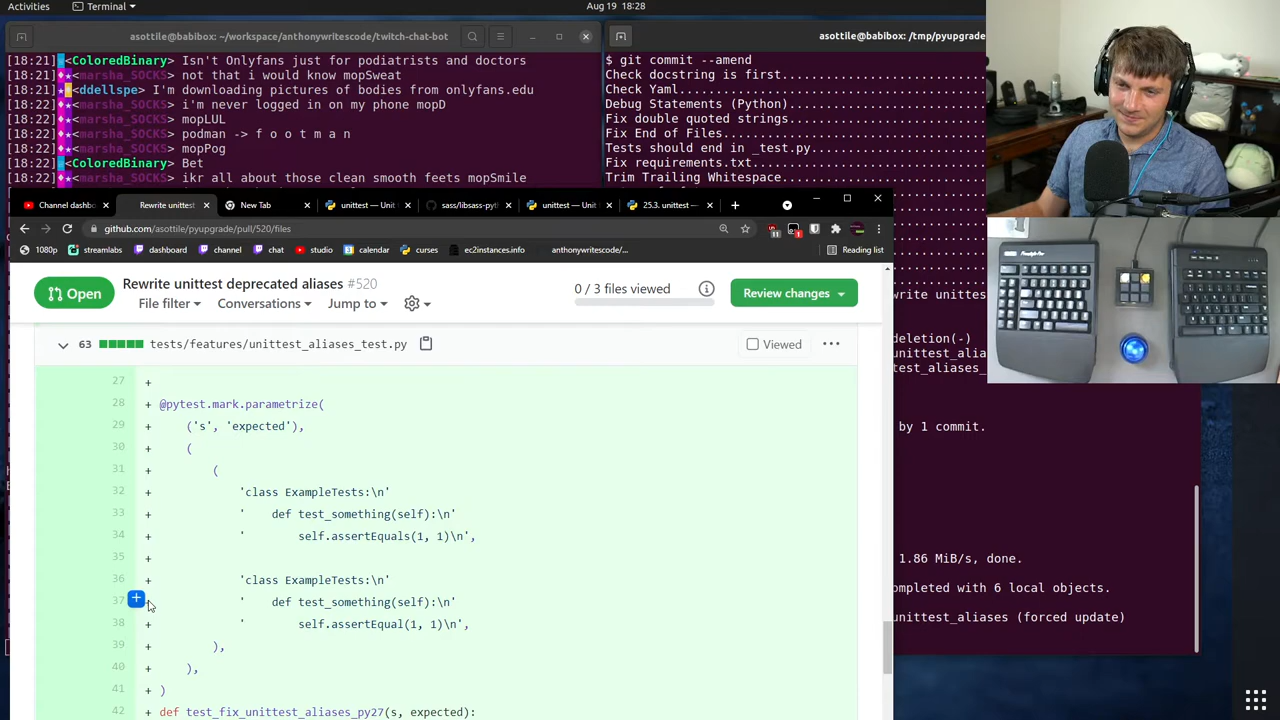 Activities
Terminal
Aug 19 18:28
asottile@babibox: ~/workspace/anthonywritescode/twitch-chat-bot
[18:21] <ColoredBinary> Isn't Onlyfans just for podiatrists and doctors
[18:21] <marsha_SOCKS> not that i would know mopSweat
[18:21] <ddellspe> I'm downloading pictures of bodies from onlyfans.edu
[18:22] <marsha_SOCKS> i'm never logged in on my phone mopD
[18:22] <marsha_SOCKS> mopLUL
[18:22] <marsha_SOCKS> podman -> f o o t m a n
[18:22] <marsha_SOCKS> mopPog
[18:22] <ColoredBinary> Bet
[18:22] <marsha_SOCKS> ikr all about those clean smooth feets mopSmile
asottile@babibox: /tmp/pyupgrade
$ git commit --amend
Check docstring is first
Check Yaml
Debug Statements (Python)
Fix double quoted strings
Fix End of Files
Tests should end in _test.py
Fix requirements.txt
Trim Trailing Whitespace
write unittes
deletion(-)
unittest_alia
test_aliases_
by 1 commit.
1.86 MiB/s, done.
ompleted with 6 local objects.
unittest_aliases (forced update)
Channel dashb
Rewrite unittest
New Tab
unittest — Unit
sass/libsass-pyth
unittest — Unit
25.3. unittest —
github.com/asottile/pyupgrade/pull/520/files
1080p
streamlabs
dashboard
chat
studio
calendar
curses
ec2instances.info
anthonywritescode/...
Reading list
Open
Rewrite unittest deprecated aliases #520
File filter
Conversations
Jump to
0 / 3 files viewed
Review changes
63
tests/features/unittest_aliases_test.py
Viewed
27 +
28 + @pytest.mark.parametrize(
29 + ('s', 'expected'),
30 + (
31 + (
32 + 'class ExampleTests:\n'
33 + ' def test_something(self):\n'
34 + ' self.assertEquals(1, 1)\n',
35 +
36 + 'class ExampleTests:\n'
37 + ' def test_something(self):\n'
38 + ' self.assertEqual(1, 1)\n',
39 + ),
40 + ),
41 + )
42 + def test_fix_unittest_aliases_py27(s, expected):